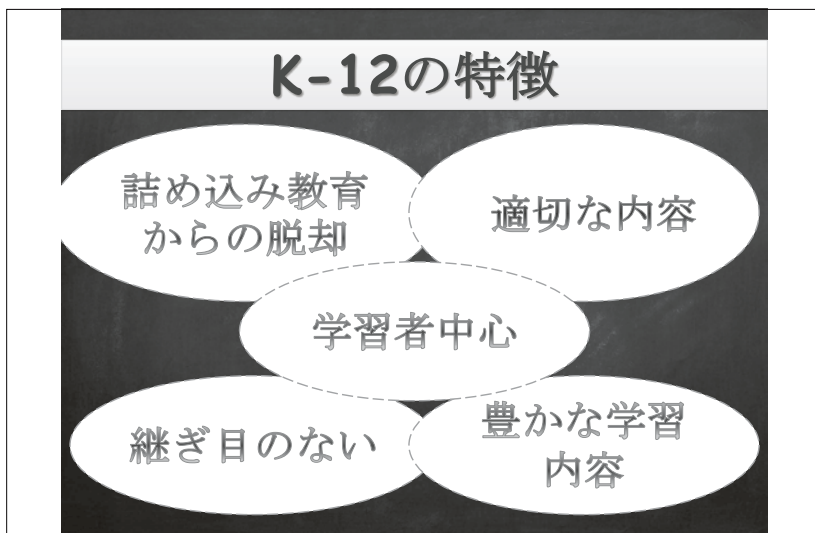 K-12の特徴
詰め込み教育
からの脱却
適切な内容
学習者中心
継ぎ目のない
豊かな学習
内容